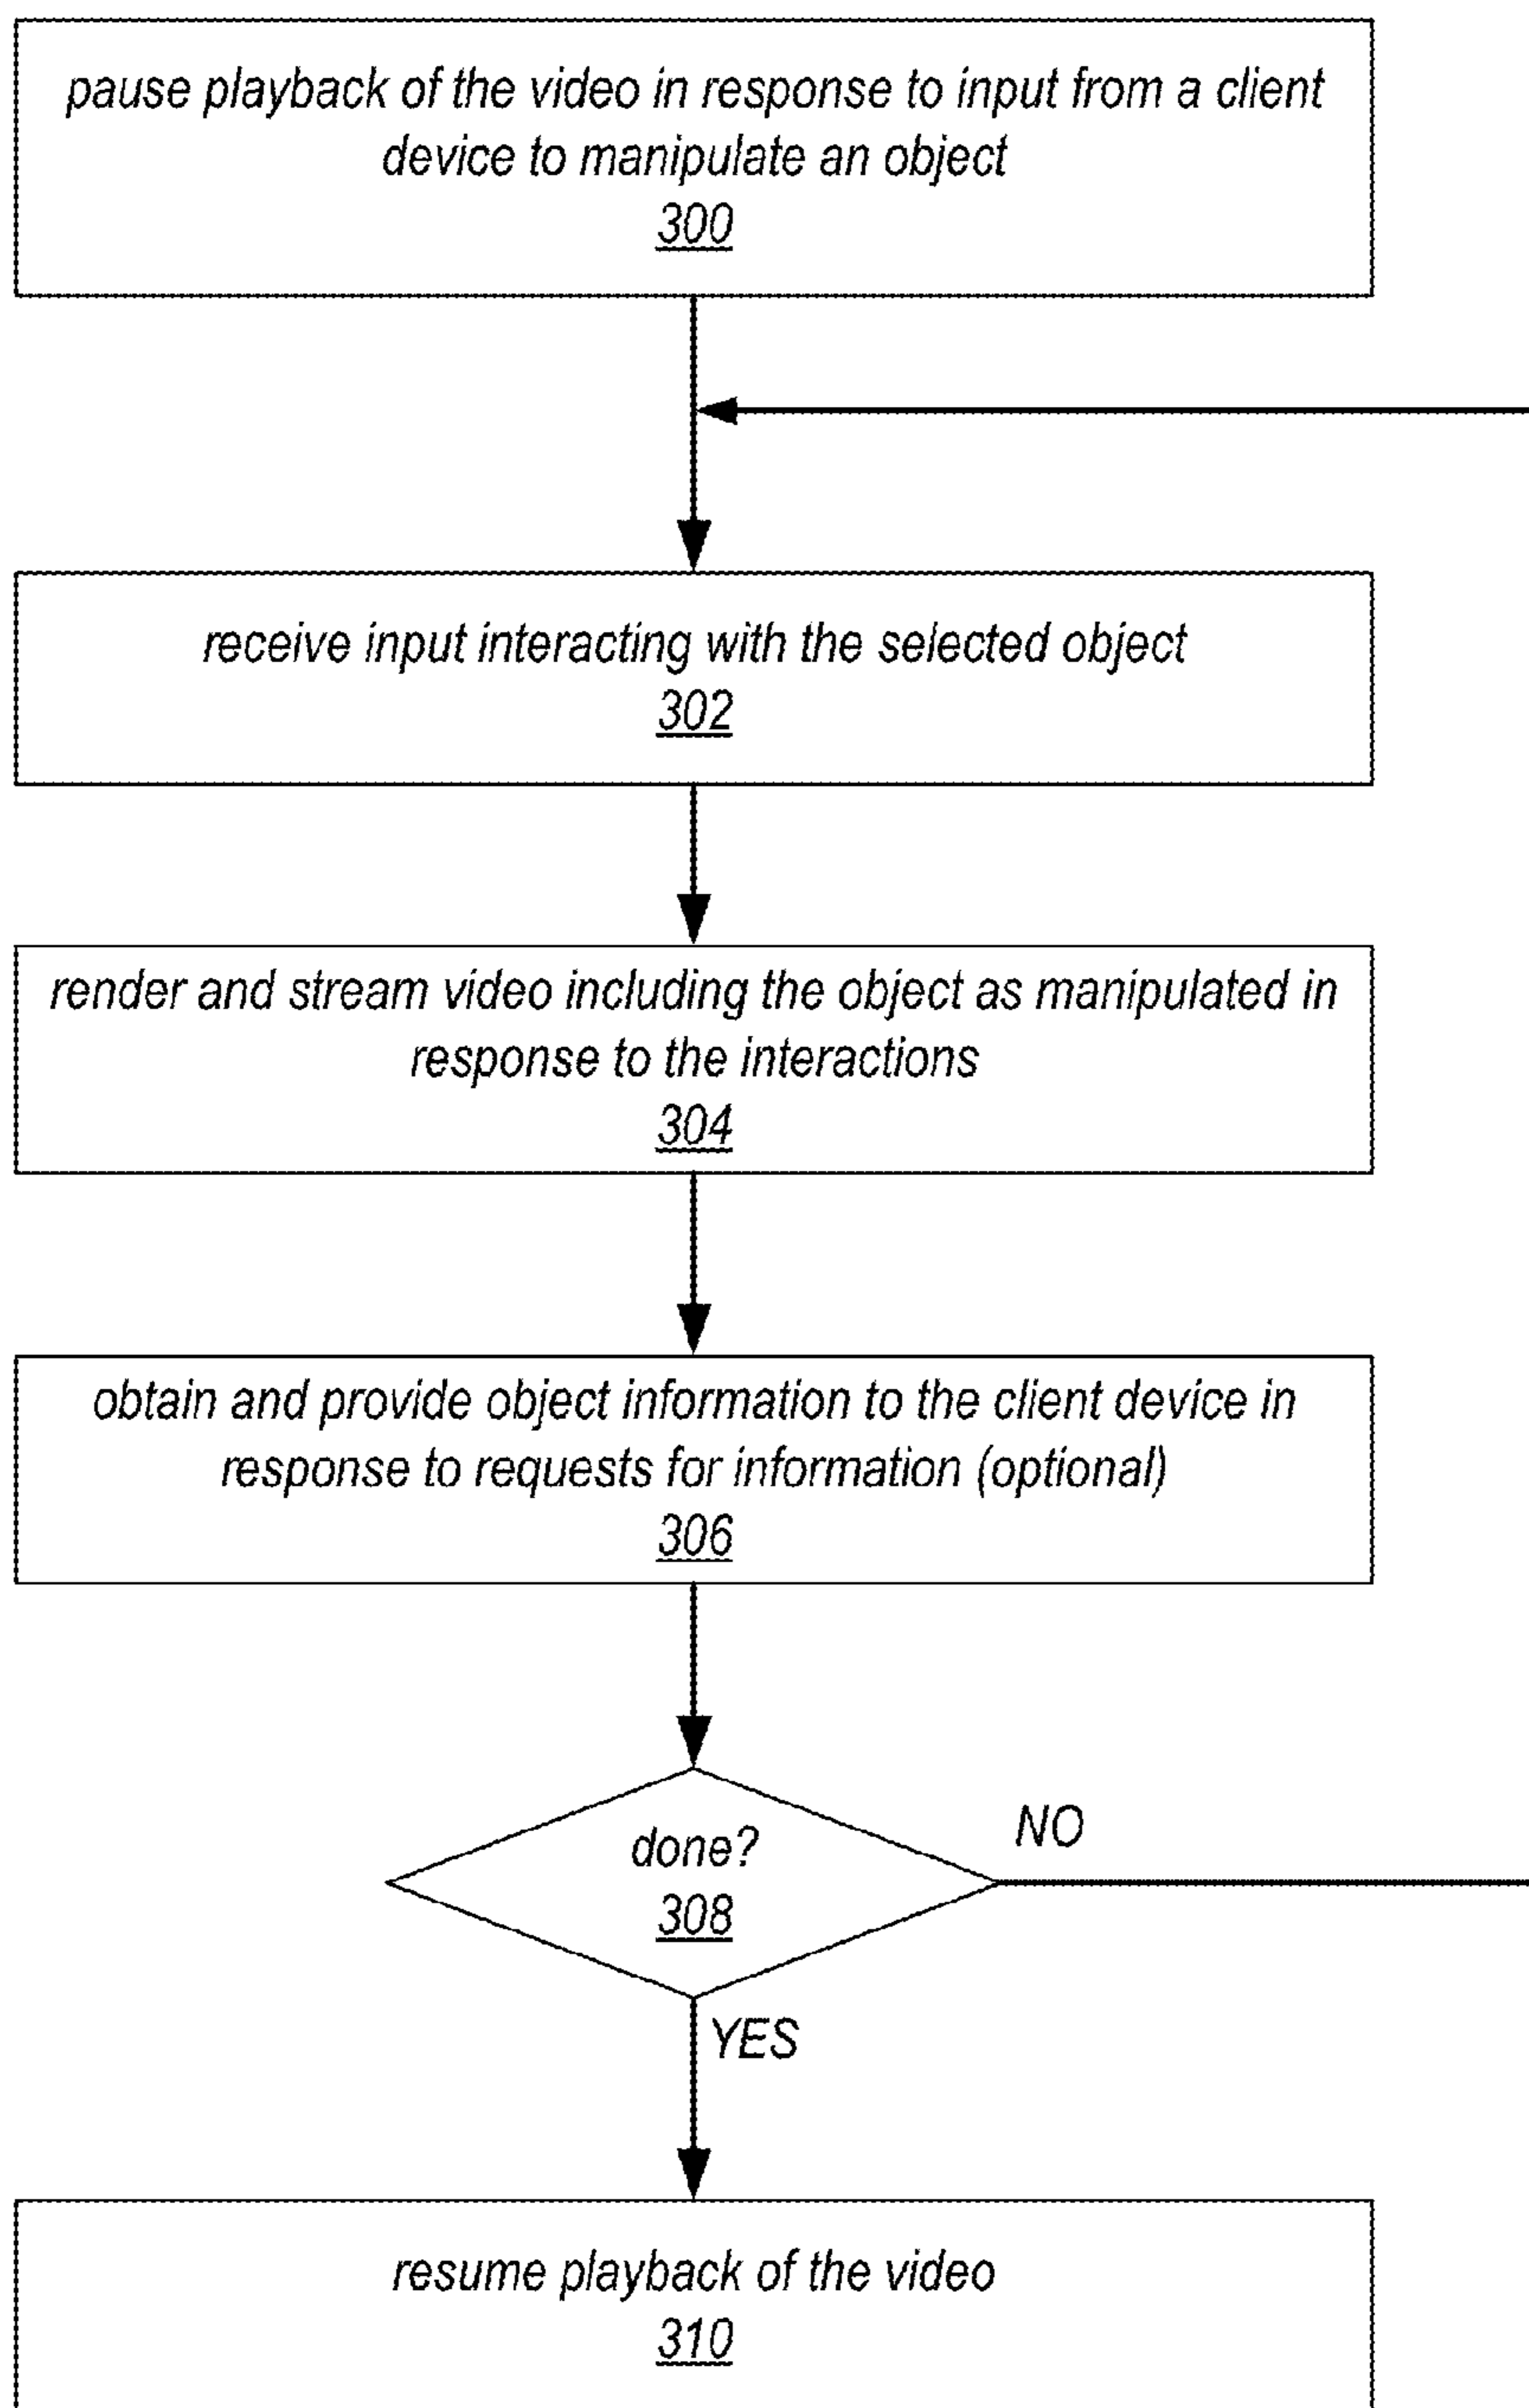 pause playback of the video in response to input from a client
device to manipulate an object
300
receive input interacting with the selected object
302
render and stream video including the object as manipulated in
response to the interactions
304
obtain and provide object information to the client device in
response to requests for information (optional)
306
done?
308
NO
YES
resume playback of the video
310